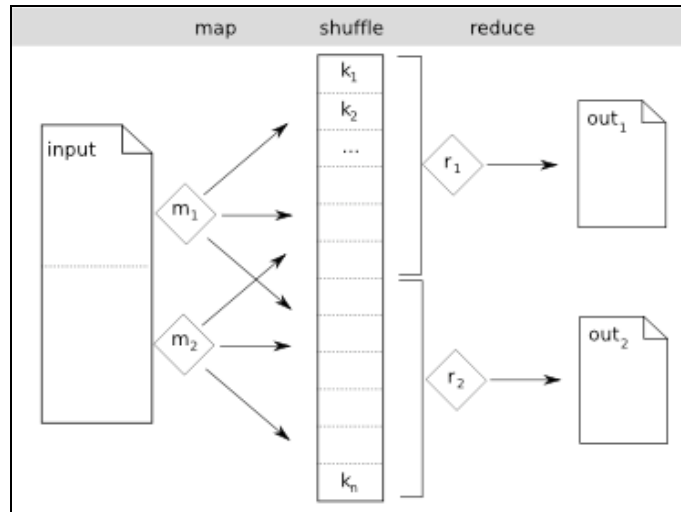 map shuffle reduce
k1
k2
...
input
m1
m2
r1
r2
out1
out2
kn